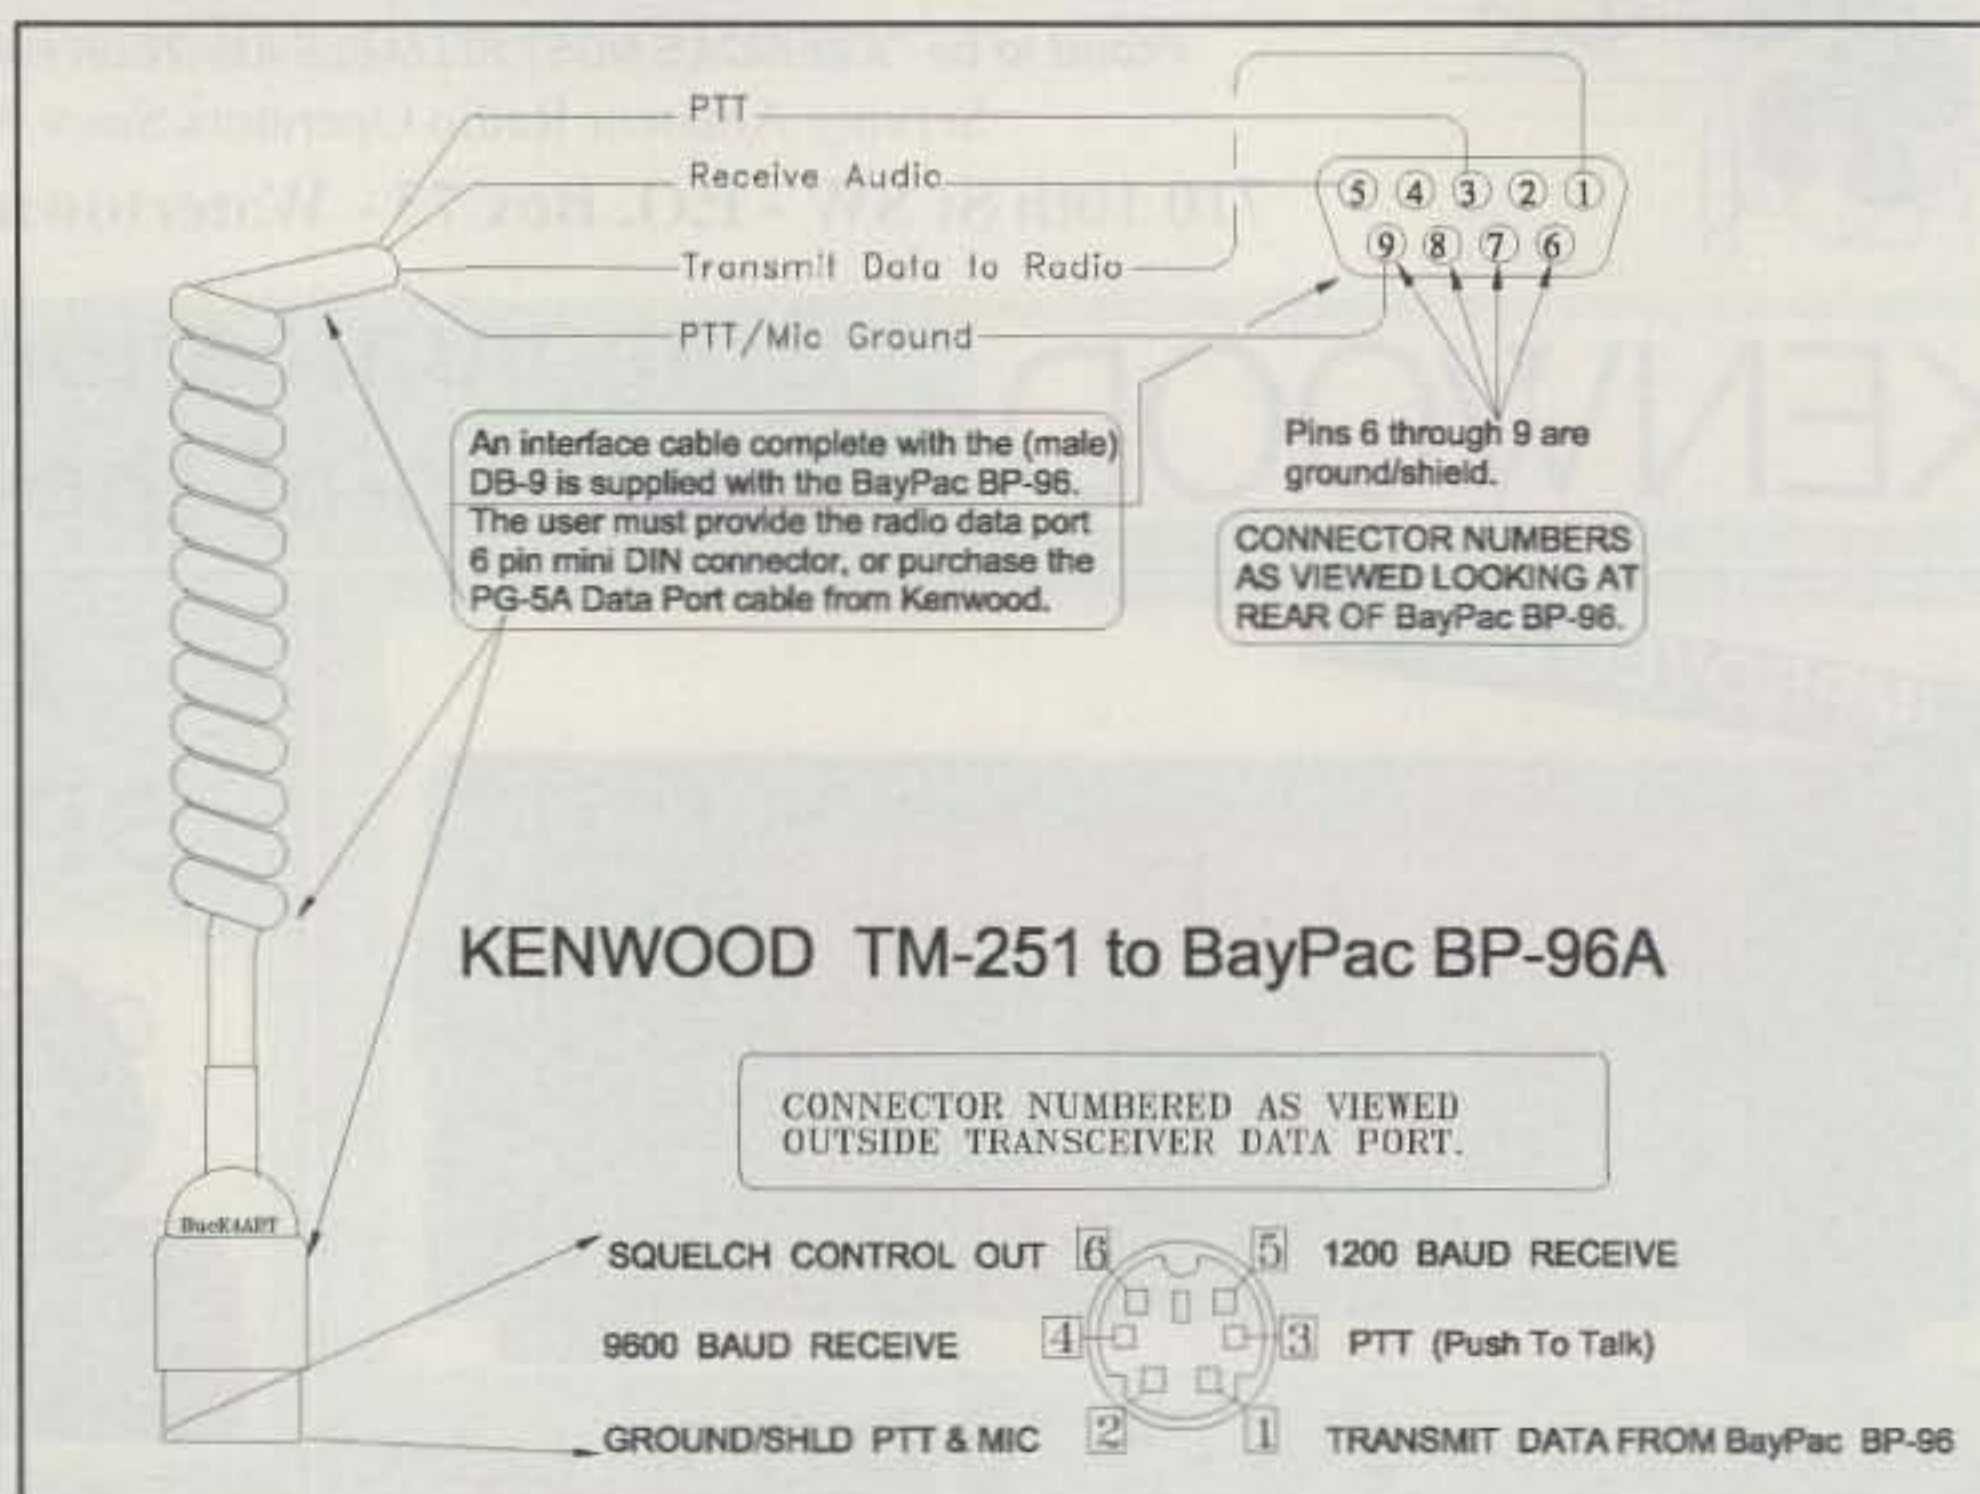 PTT
Receive Audio
Transmit Data to Radio
PTT/Mic Ground
5 4 3 2 1
9 8 7 6
An interface cable complete with the (male)
DB-9 is supplied with the BayPac BP-96.
The user must provide the radio data port
6 pin mini DIN connector, or purchase the
PG-5A Data Port cable from Kenwood.
Pins 6 through 9 are
ground/shield.
CONNECTOR NUMBERS
AS VIEWED LOOKING AT
REAR OF BayPac BP-96.
KENWOOD TM-251 to BayPac BP-96A
CONNECTOR NUMBERED AS VIEWED
OUTSIDE TRANSCEIVER DATA PORT.
BucK4ABT
SQUELCH CONTROL OUT 6 5 1200 BAUD RECEIVE
9600 BAUD RECEIVE 4 3 PTT (Push To Talk)
GROUND/SHLD PTT & MIC 2 1 TRANSMIT DATA FROM BayPac BP-96
KENWOOD